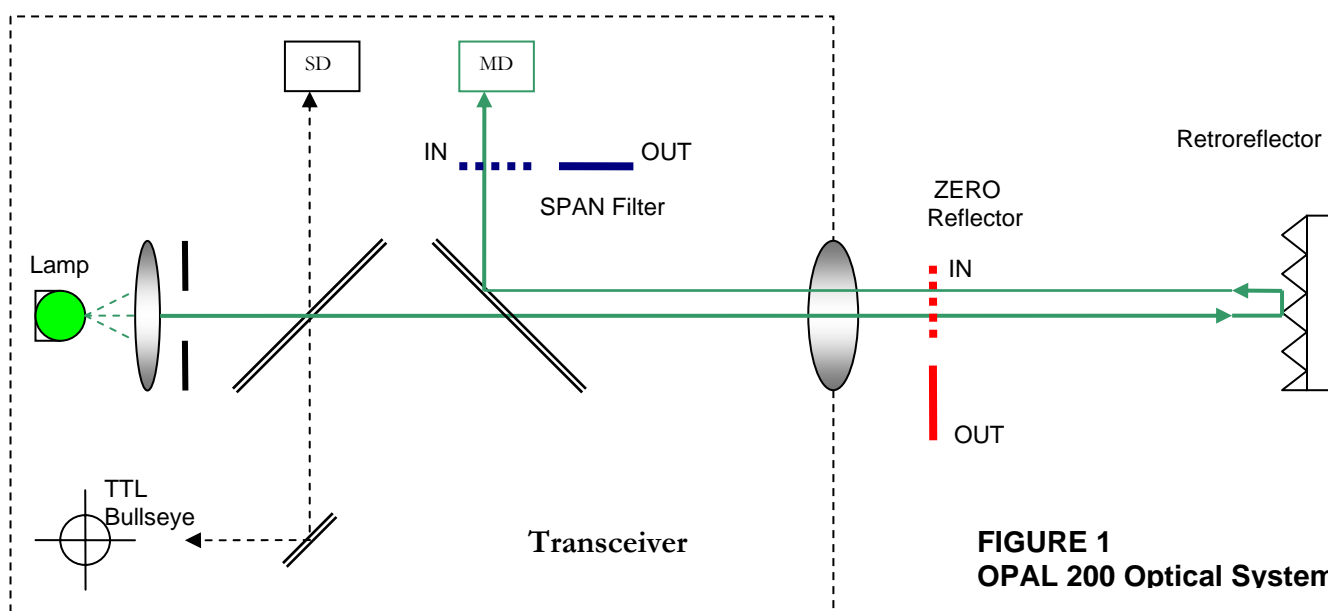 SD
MD
IN
OUT
SPAN Filter
Retroreflector
ZERO
Reflector
IN
OUT
Lamp
TTL
Bullseye
Transceiver
FIGURE 1
OPAL 200 Optical System